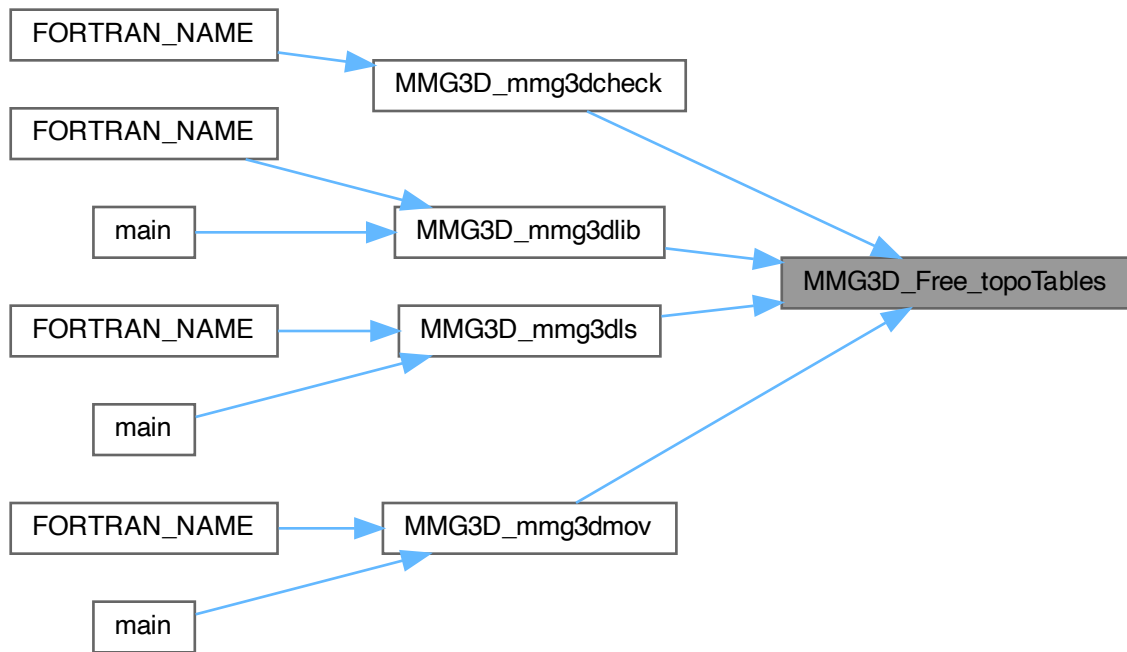 FORTRAN_NAME
MMG3D_mmg3dcheck
FORTRAN_NAME
main
MMG3D_mmg3dlib
MMG3D_Free_topoTables
FORTRAN_NAME
MMG3D_mmg3dls
main
FORTRAN_NAME
MMG3D_mmg3dmov
main